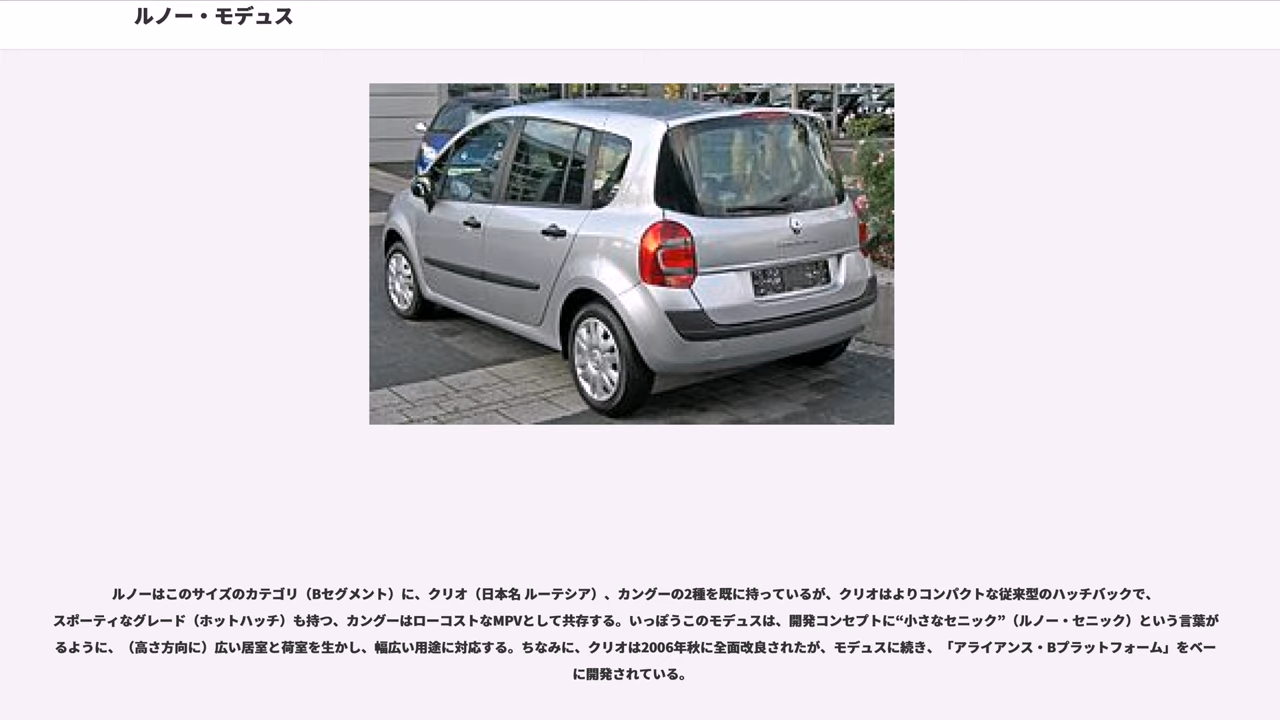 ルノー・モデュス
ルノーはこのサイズのカテゴリ（Bセグメント）に、クリオ（日本名 ルーテシア）、カングーの2種を既に持っているが、クリオはよりコンパクトな従来型のハッチバックで、
スポーティなグレード（ホットハッチ）も持つ、カングーはローコストなMPVとして共存する。いっぽうこのモデュスは、開発コンセプトに“小さなセニック”（ルノー・セニック）という言葉が
るように、（高さ方向に）広い居室と荷室を生かし、幅広い用途に対応する。ちなみに、クリオは2006年秋に全面改良されたが、モデュスに続き、「アライアンス・Bプラットフォーム」をベー
に開発されている。